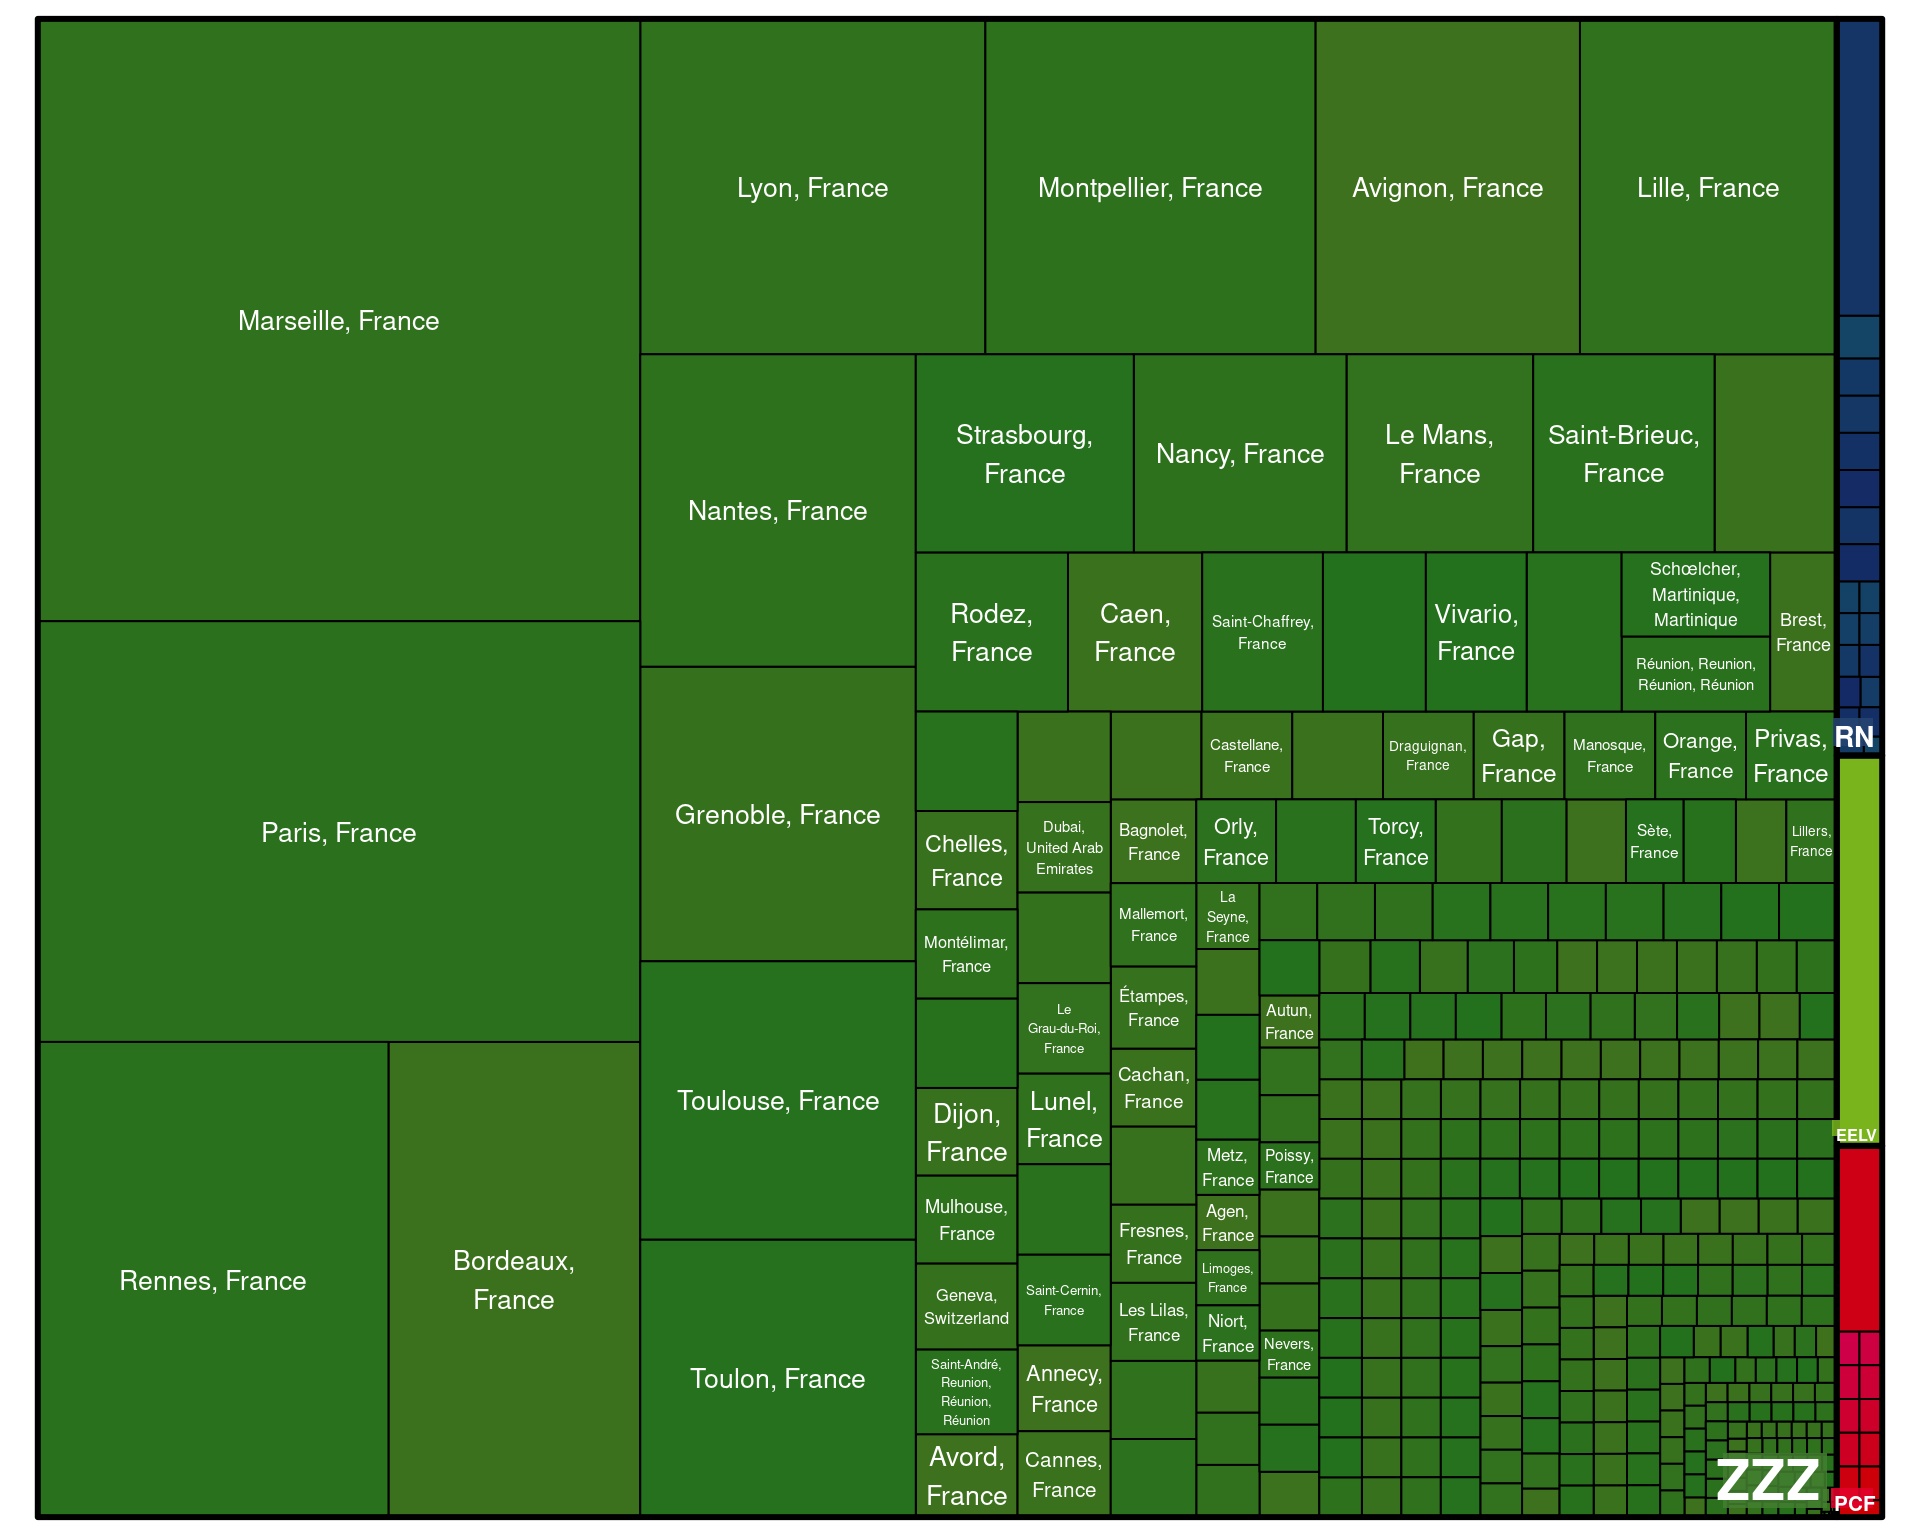 Marseille, France
Lyon, France
Montpellier, France
Avignon, France
Lille, France
Paris, France
Rennes, France
Bordeaux,
France
Nantes, France
Grenoble, France
Toulouse, France
Toulon, France
Strasbourg,
France
Nancy, France
Le Mans,
France
Saint-Brieuc,
France
Rodez,
France
Caen,
France
Saint-Chaffrey,
France
Vivario,
France
Schœlcher,
Martinique,
Martinique
Réunion, Reunion,
Réunion, Réunion
Brest,
France
Chelles,
France
Montélimar,
France
Dijon,
France
Mulhouse,
France
Geneva,
Switzerland
Saint-André,
Reunion,
Réunion,
Réunion
Avord,
France
Dubai,
United Arab
Emirates
Le
Grau-du-Roi,
France
Lunel,
France
Saint-Cernin,
France
Annecy,
France
Cannes,
France
Castellane,
France
Draguignan,
France
Gap,
France
Manosque,
France
Orange,
France
Privas,
France
Bagnolet,
France
Mallemort,
France
Étampes,
France
Cachan,
France
Fresnes,
France
Les Lilas,
France
Orly,
France
Torcy,
France
Sète,
France
Lillers,
France
La
Seyne,
France
Metz,
France
Agen,
France
Limoges,
France
Niort,
France
Autun,
France
Poissy,
France
Nevers,
France
ZZZ
RN
EELV
PCF